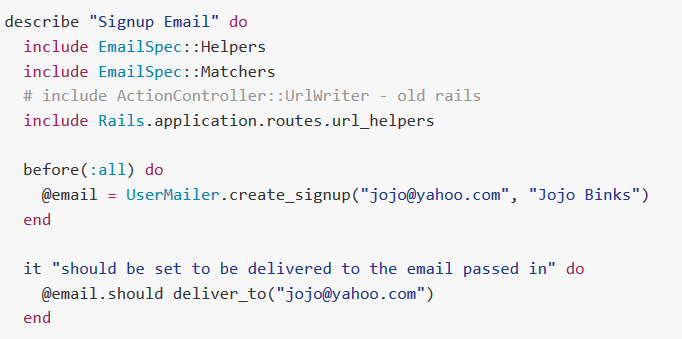 describe "Signup Email" do
  include EmailSpec::Helpers
  include EmailSpec::Matchers
  # include ActionController::UrlWriter - old rails
  include Rails.application.routes.url_helpers

  before(:all) do
    @email = UserMailer.create_signup("jojo@yahoo.com", "Jojo Binks")
  end

  it "should be set to be delivered to the email passed in" do
    @email.should deliver_to("jojo@yahoo.com")
  end